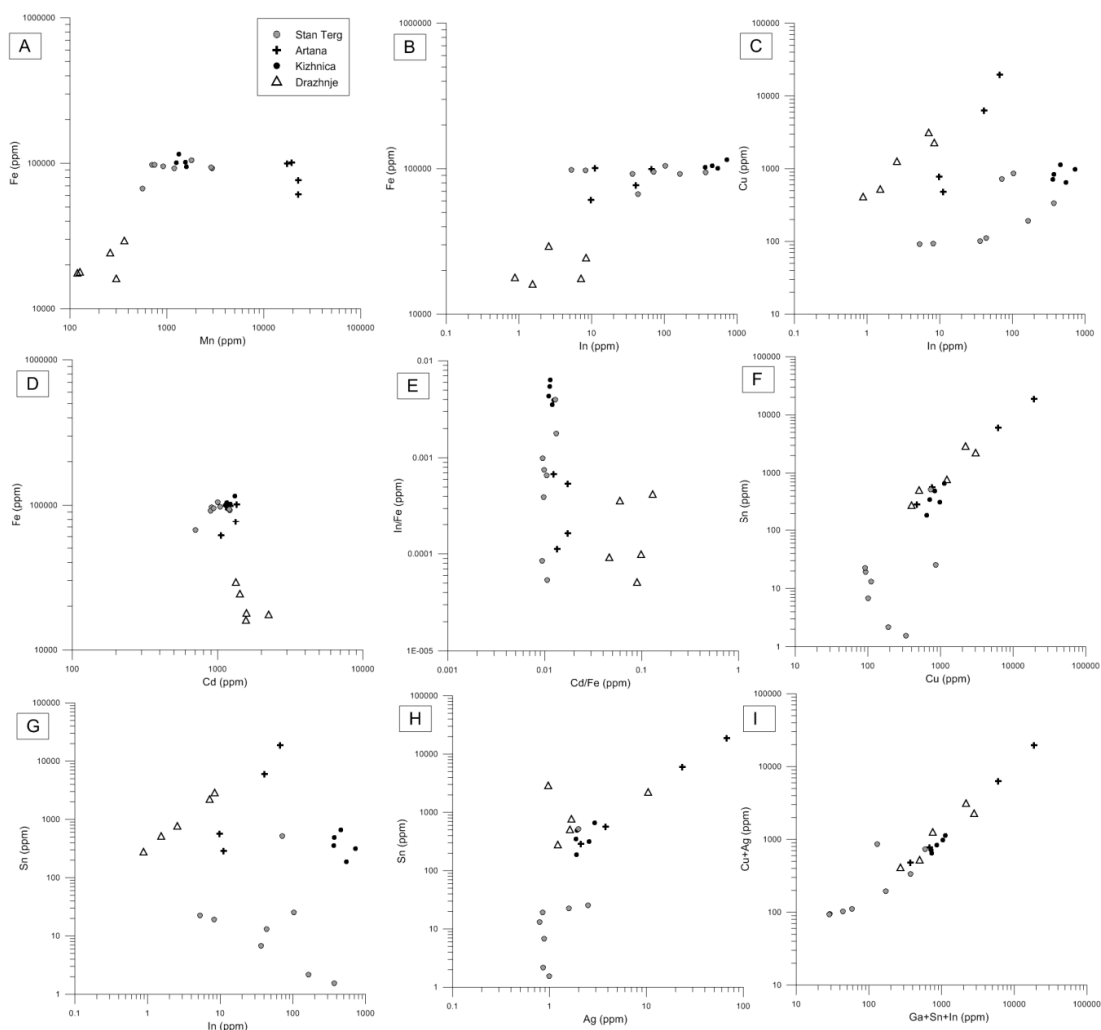 A
Fe (ppm)
1000000
100000
10000
100
1000
10000
100000
Mn (ppm)
Stan Terg
Artana
Kizhnica
Drazhnje
B
Fe (ppm)
1000000
100000
10000
0.1
1
10
100
1000
In (ppm)
C
Cu (ppm)
100000
10000
1000
100
10
0.1
1
10
100
1000
In (ppm)
D
Fe (ppm)
1000000
100000
10000
100
1000
10000
Cd (ppm)
E
In/Fe (ppm)
0.01
0.001
0.0001
1E-005
0.001
0.01
0.1
1
Cd/Fe (ppm)
F
Sn (ppm)
100000
10000
1000
100
10
1
10
100
1000
10000
100000
Cu (ppm)
G
Sn (ppm)
100000
10000
1000
100
10
1
0.1
1
10
100
1000
In (ppm)
H
Sn (ppm)
100000
10000
1000
100
10
1
0.1
1
10
100
Ag (ppm)
I
Cu+Ag (ppm)
100000
10000
1000
100
10
10
100
1000
10000
100000
Ga+Sn+In (ppm)